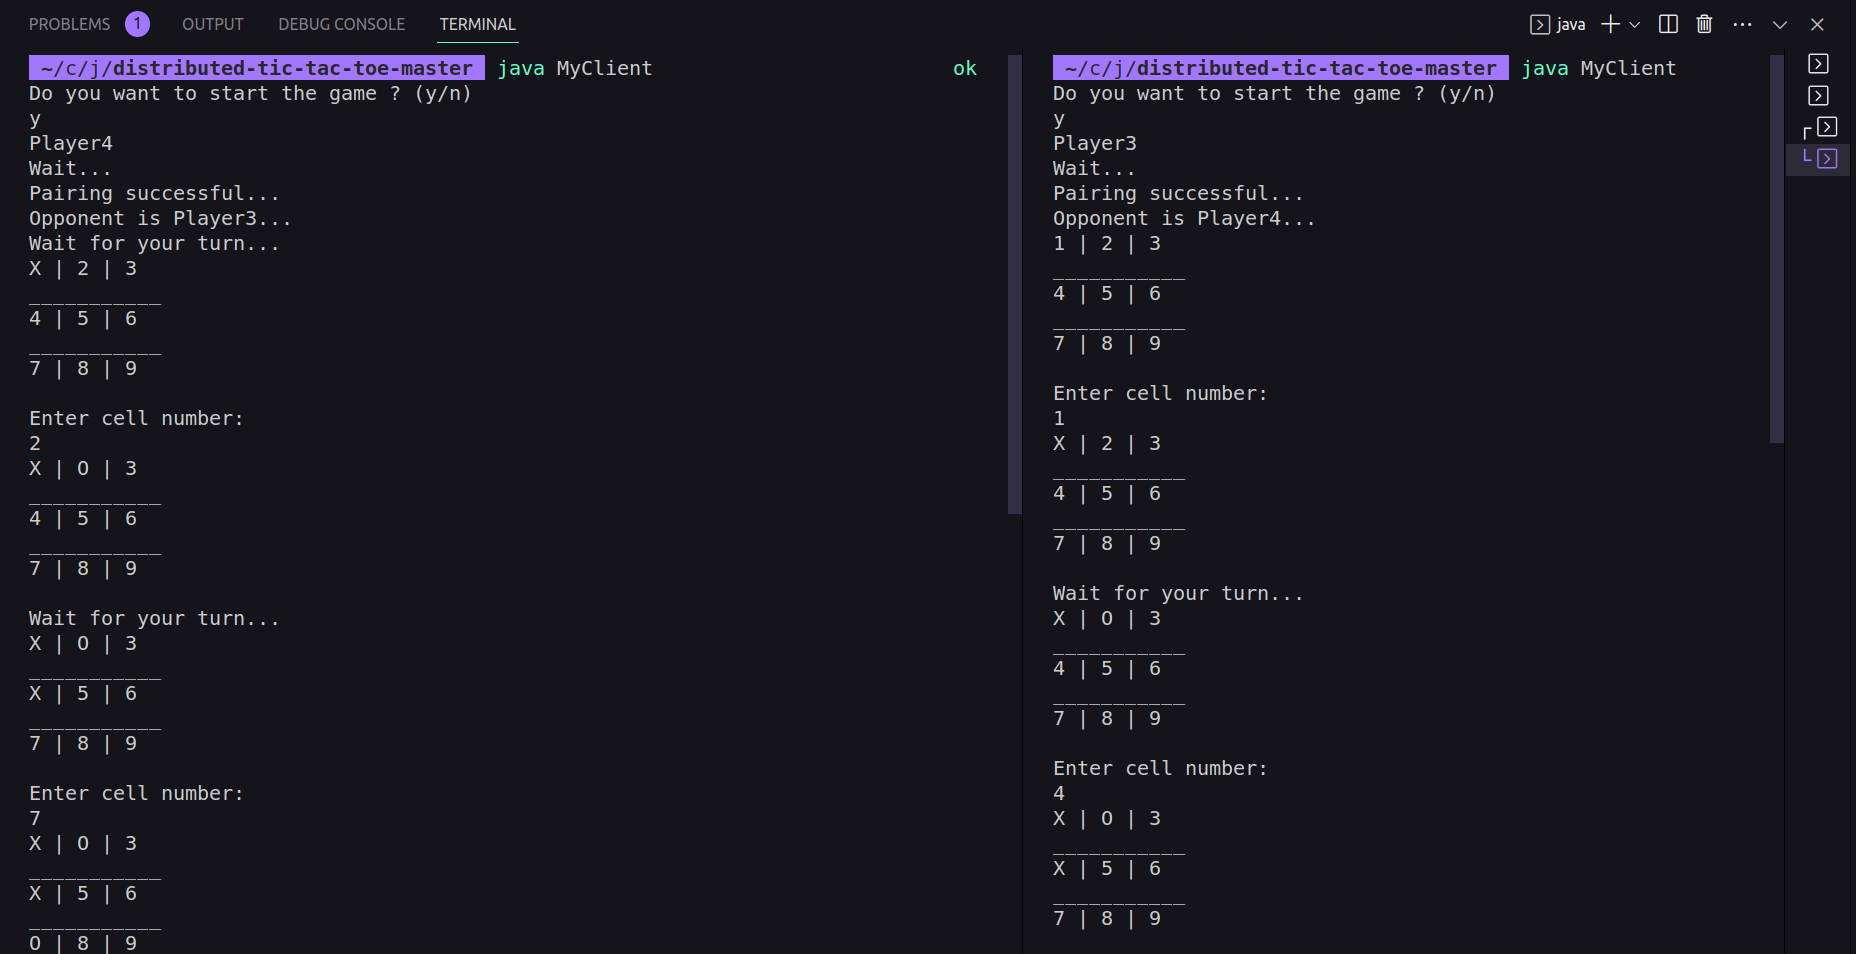 PROBLEMS 1 OUTPUT DEBUG CONSOLE TERMINAL java
~/c/j/distributed-tic-tac-toe-master java MyClient ok
Do you want to start the game ? (y/n)
y
Player4
Wait...
Pairing successful...
Opponent is Player3...
Wait for your turn...
X | 2 | 3
___________
4 | 5 | 6
___________
7 | 8 | 9
Enter cell number:
2
X | 0 | 3
___________
4 | 5 | 6
___________
7 | 8 | 9
Wait for your turn...
X | 0 | 3
___________
X | 5 | 6
___________
7 | 8 | 9
Enter cell number:
7
X | 0 | 3
___________
X | 5 | 6
___________
0 | 8 | 9
~/c/j/distributed-tic-tac-toe-master java MyClient
Do you want to start the game ? (y/n)
y
Player3
Wait...
Pairing successful...
Opponent is Player4...
1 | 2 | 3
___________
4 | 5 | 6
___________
7 | 8 | 9
Enter cell number:
1
X | 2 | 3
___________
4 | 5 | 6
___________
7 | 8 | 9
Wait for your turn...
X | 0 | 3
___________
4 | 5 | 6
___________
7 | 8 | 9
Enter cell number:
4
X | 0 | 3
___________
X | 5 | 6
___________
7 | 8 | 9